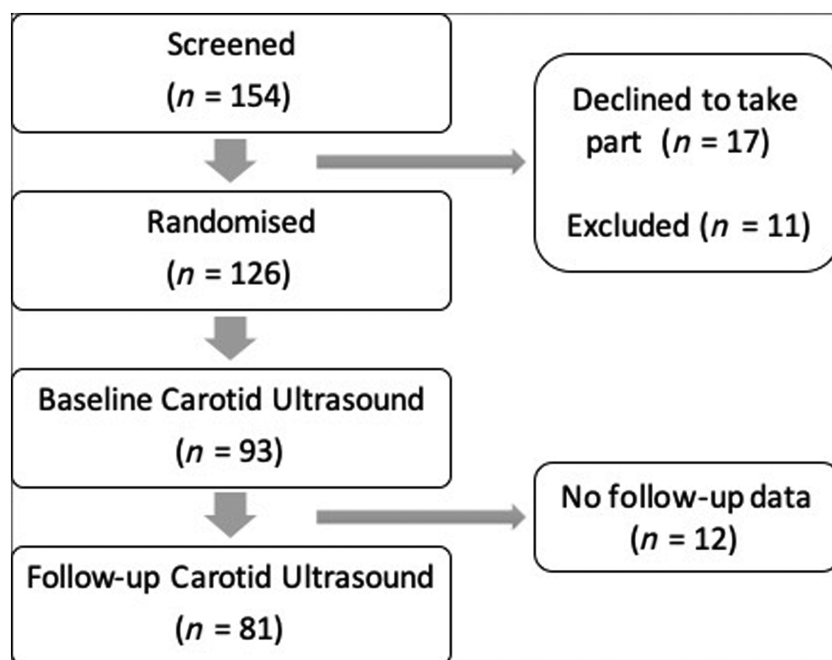 Screened
(n = 154)
Declined to take
part (n = 17)
Excluded (n = 11)
Randomised
(n = 126)
Baseline Carotid Ultrasound
(n = 93)
No follow-up data
(n = 12)
Follow-up Carotid Ultrasound
(n = 81)